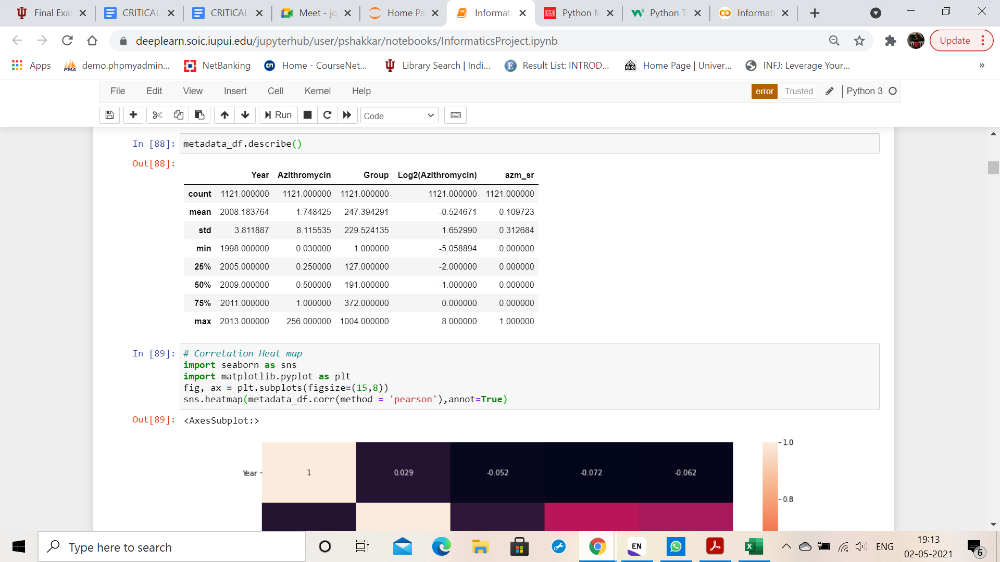 Final Exar
CRITICAL
CRITICAL
Meet - jq
Home Pa
Informati
Python M
Python T
Informati
deeplearn.soic.iupui.edu/jupyterhub/user/pshakkar/notebooks/InformaticsProject.ipynb
Update
Apps
PMA
demo.phpmyadmin...
NetBanking
cn
Home - CourseNet...
Library Search | Indi...
Result List: INTROD...
Home Page | Univer...
INFJ: Leverage Your...
»
File Edit View Insert Cell Kernel Help
error
Trusted
Python 3
Run
Code
In [88]: metadata_df.describe()
Out[88]:
Year Azithromycin Group Log2(Azithromycin) azm_sr
count 1121.000000 1121.000000 1121.000000 1121.000000 1121.000000
mean 2008.183764 1.748425 247.394291 -0.524671 0.109723
std 3.811887 8.115535 229.524135 1.652990 0.312684
min 1998.000000 0.030000 1.000000 -5.058894 0.000000
25% 2005.000000 0.250000 127.000000 -2.000000 0.000000
50% 2009.000000 0.500000 191.000000 -1.000000 0.000000
75% 2011.000000 1.000000 372.000000 0.000000 0.000000
max 2013.000000 256.000000 1004.000000 8.000000 1.000000
In [89]: # Correlation Heat map
import seaborn as sns
import matplotlib.pyplot as plt
fig, ax = plt.subplots(figsize=(15,8))
sns.heatmap(metadata_df.corr(method = 'pearson'),annot=True)
Out[89]: <AxesSubplot:>
1.0
Year 1 0.029 -0.052 -0.072 -0.062
0.8
Type here to search
EN
ENG
19:13
02-05-2021
6